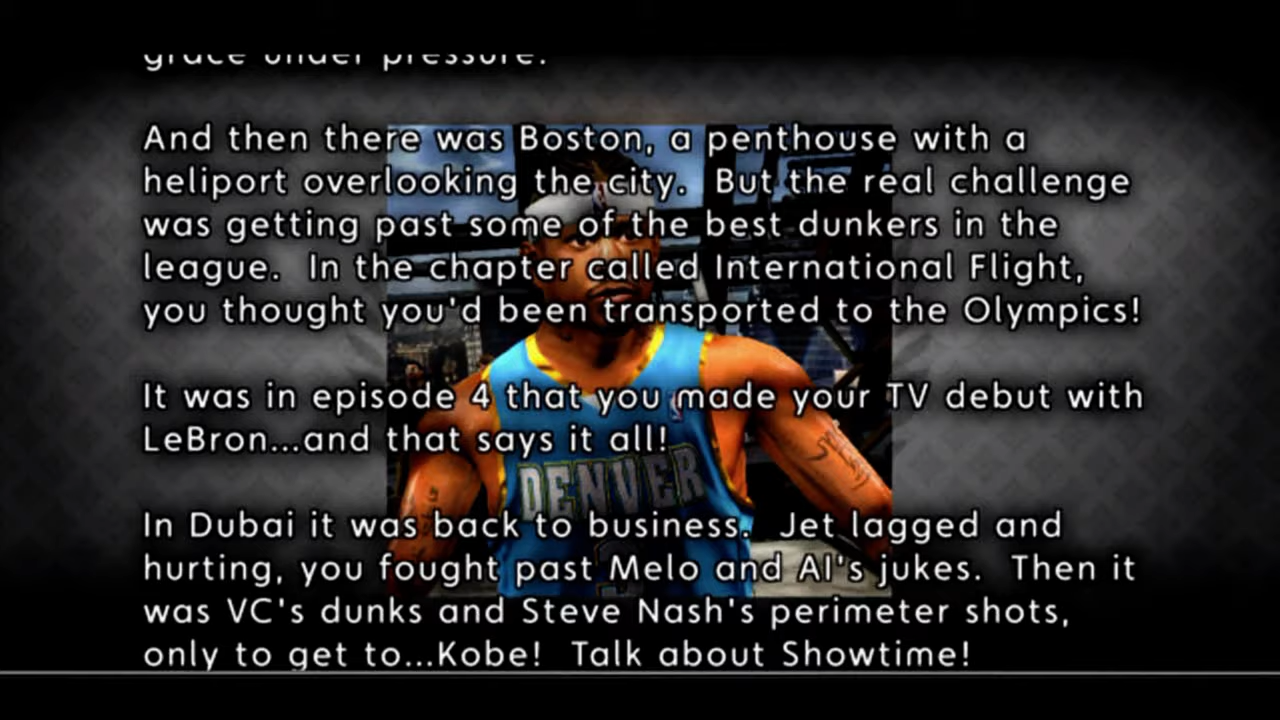 grace under pressure.
And then there was Boston, a penthouse with a
heliport overlooking the city.  But the real challenge
was getting past some of the best dunkers in the
league.  In the chapter called International Flight,
you thought you'd been transported to the Olympics!
It was in episode 4 that you made your TV debut with
LeBron...and that says it all!
DENVER
In Dubai it was back to business.  Jet lagged and
hurting, you fought past Melo and AI's jukes.  Then it
was VC's dunks and Steve Nash's perimeter shots,
only to get to...Kobe!  Talk about Showtime!